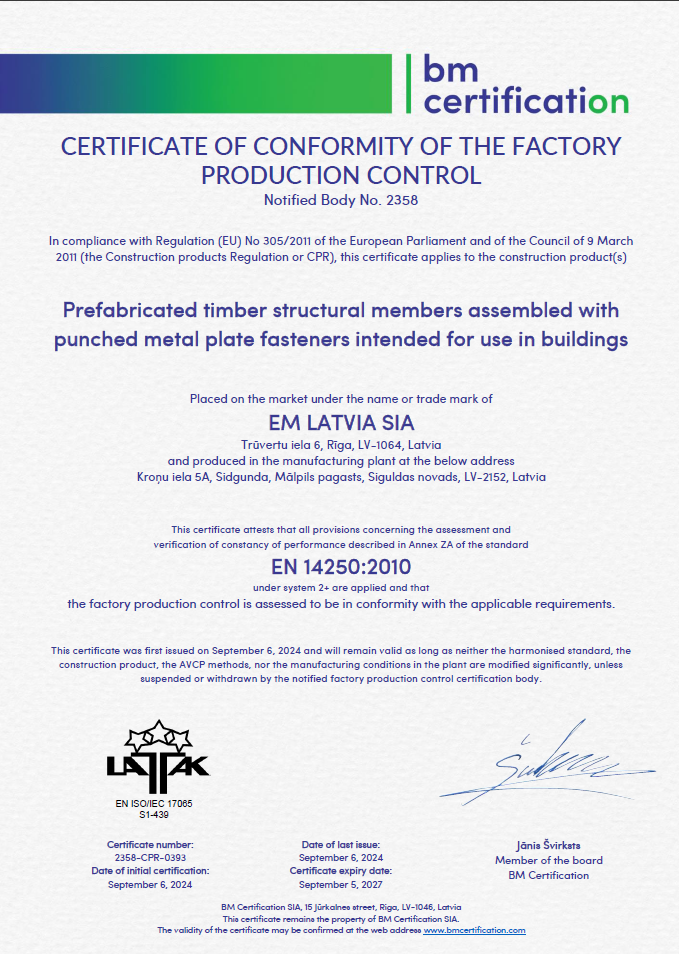 bm
certification
CERTIFICATE OF CONFORMITY OF THE FACTORY
PRODUCTION CONTROL
Notified Body No. 2358
In compliance with Regulation (EU) No 305/2011 of the European Parliament and of the Council of 9 March
2011 (the Construction products Regulation or CPR), this certificate applies to the construction product(s)
Prefabricated timber structural members assembled with
punched metal plate fasteners intended for use in buildings
Placed on the market under the name or trade mark of
EM LATVIA SIA
Trūvertu iela 6, Rīga, LV-1064, Latvia
and produced in the manufacturing plant at the below address
Kroņu iela 5A, Sidgunda, Mālpils pagasts, Siguldas novads, LV-2152, Latvia
This certificate attests that all provisions concerning the assessment and
verification of constancy of performance described in Annex ZA of the standard
EN 14250:2010
under system 2+ are applied and that
the factory production control is assessed to be in conformity with the applicable requirements.
This certificate was first issued on September 6, 2024 and will remain valid as long as neither the harmonised standard, the
construction product, the AVCP methods, nor the manufacturing conditions in the plant are modified significantly, unless
suspended or withdrawn by the notified factory production control certification body.
LATAK
EN ISO/IEC 17065
S1-439
Certificate number:
2358-CPR-0393
Date of initial certification:
September 6, 2024
Date of last issue:
September 6, 2024
Certificate expiry date:
September 5, 2027
Jānis Švirksts
Member of the board
BM Certification
BM Certification SIA, 15 Jūrkalnes street, Riga, LV-1046, Latvia
This certificate remains the property of BM Certification SIA.
The validity of the certificate may be confirmed at the web address www.bmcertification.com